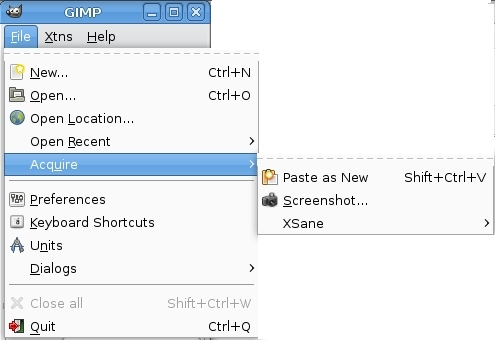 GIMP
File Xtns Help
New... Ctrl+N
Open... Ctrl+O
Open Location...
Open Recent
Acquire
Paste as New Shift+Ctrl+V
Screenshot...
XSane
Preferences
Keyboard Shortcuts
Units
Dialogs
Close all Shift+Ctrl+W
Quit Ctrl+Q